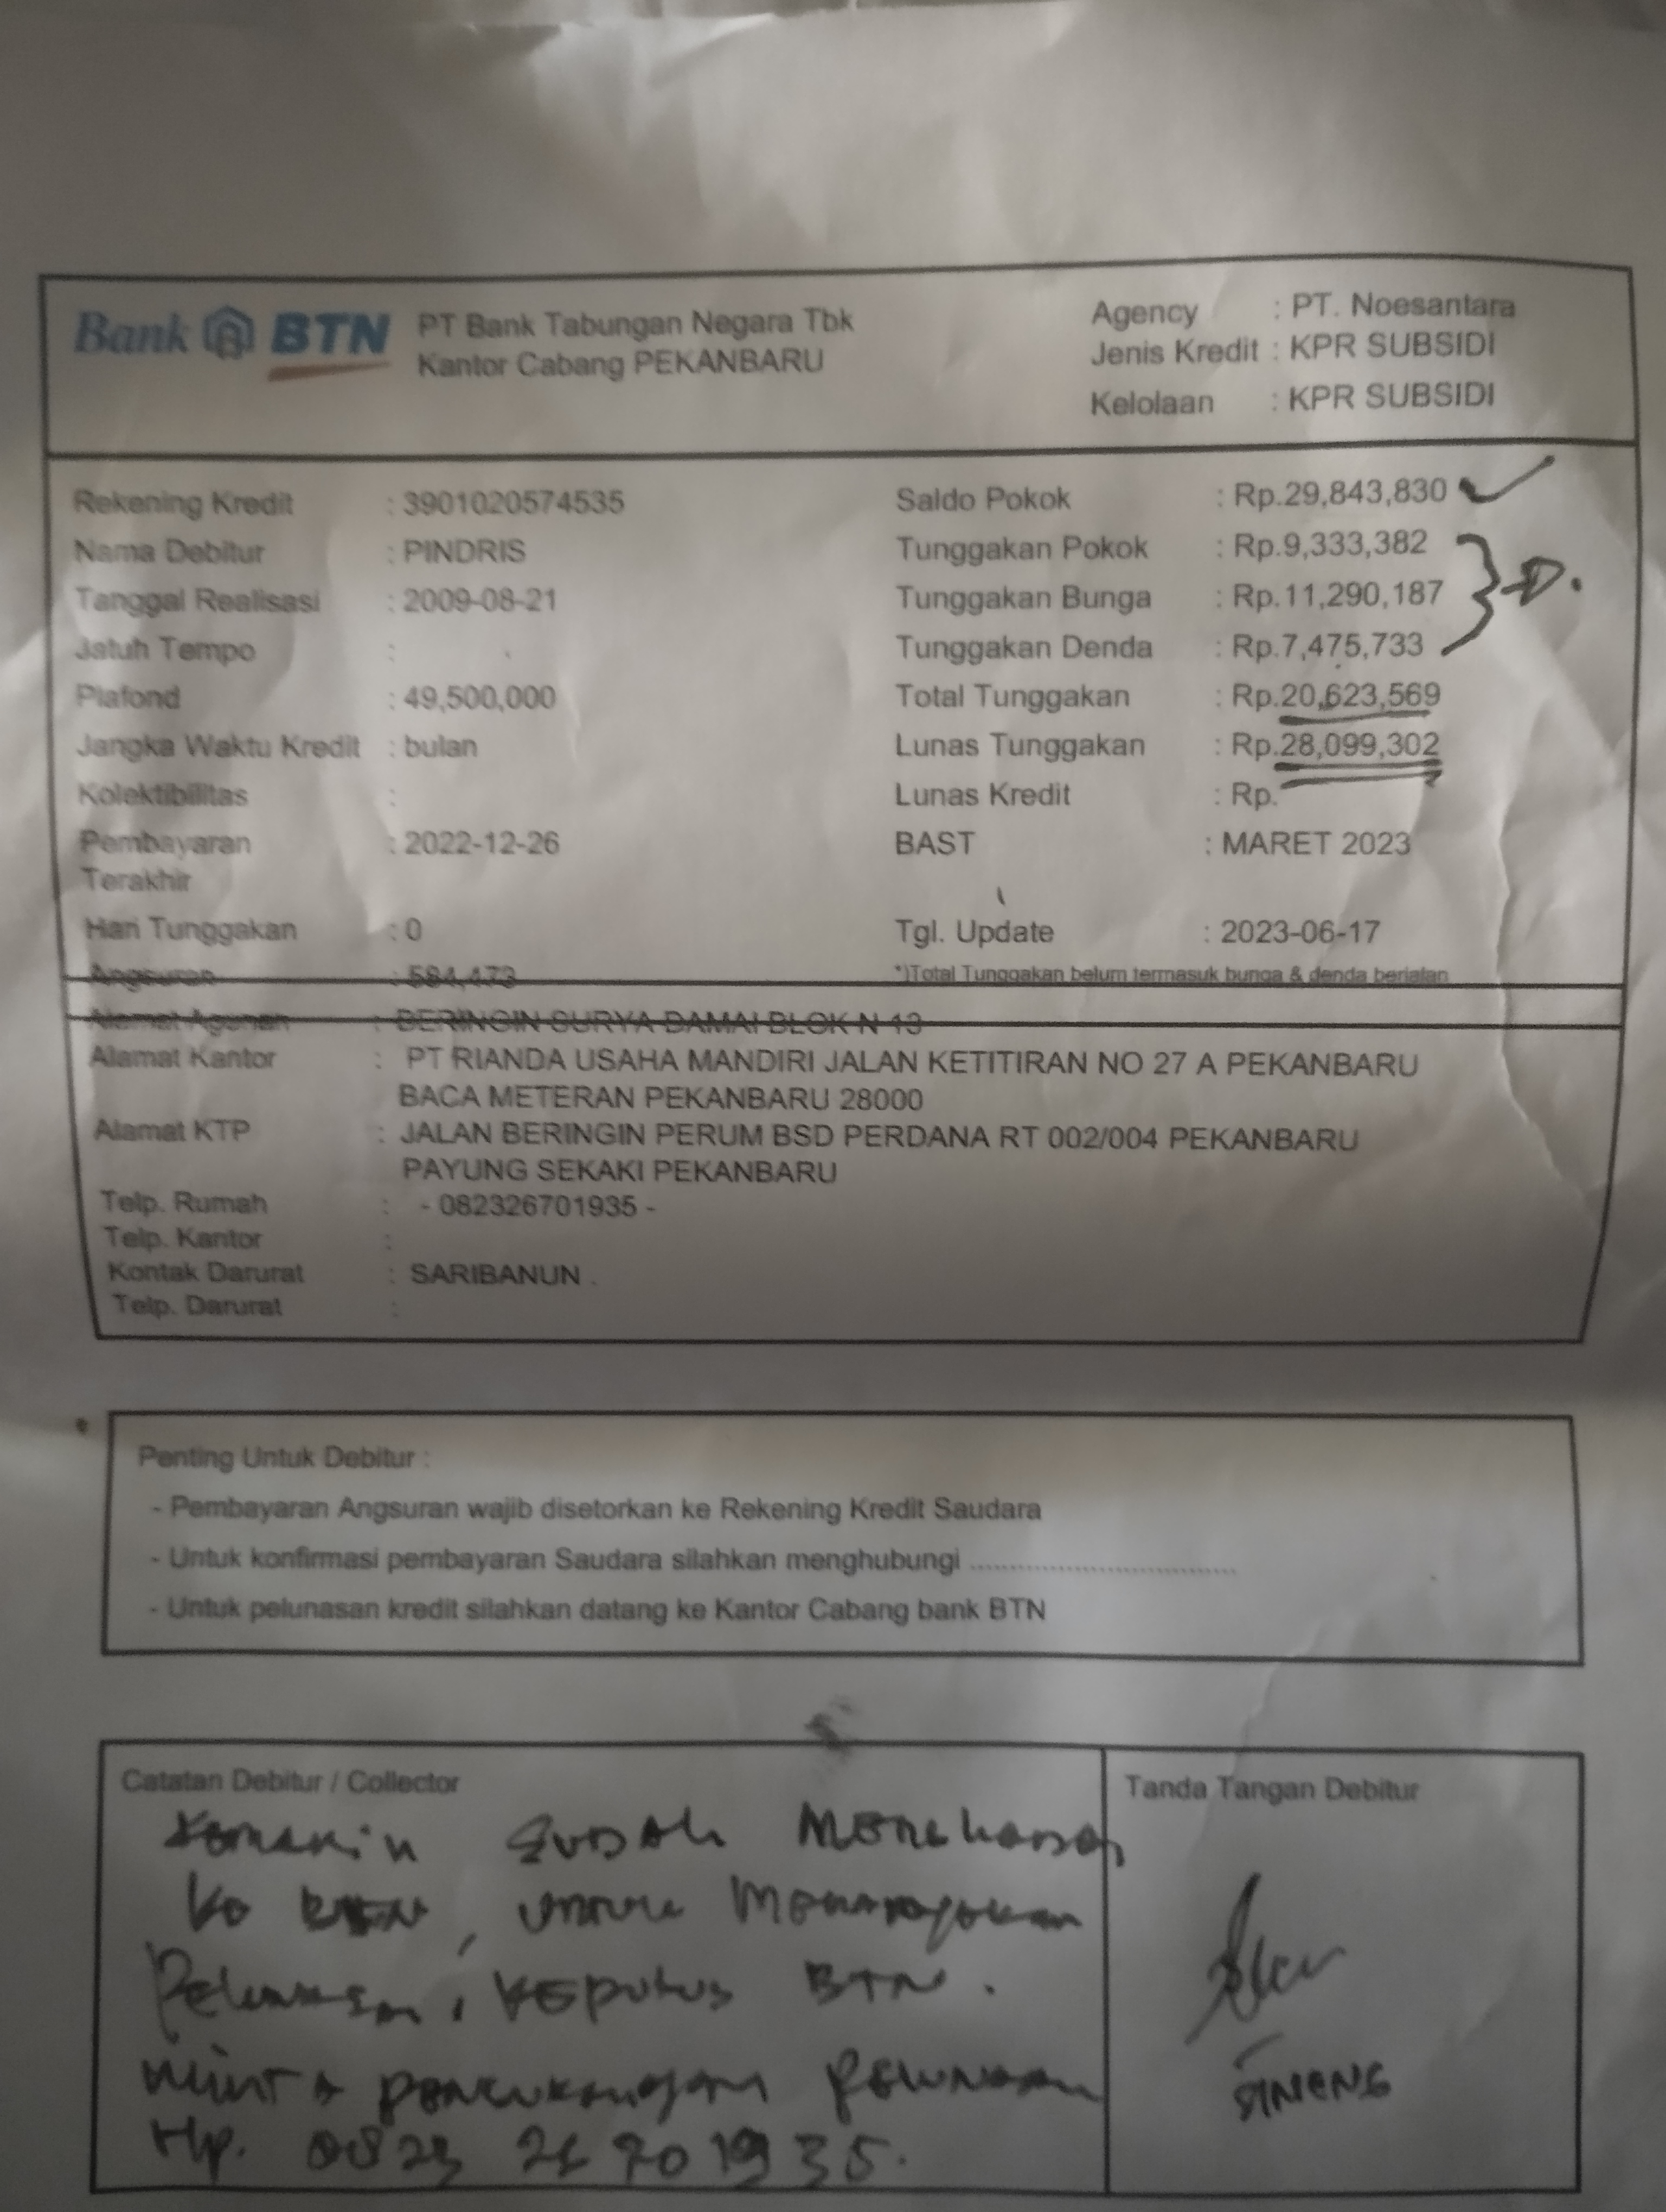 Bank BTN PT Bank Tabungan Negara Tbk
Kantor Cabang PEKANBARU
Agency : PT. Noesantara
Jenis Kredit : KPR SUBSIDI
Kelolaan : KPR SUBSIDI
Rekening Kredit : 3901020574535
Nama Debitur : PINDRIS
Tanggal Realisasi : 2009-08-21
Jatuh Tempo :
Plafond : 49,500,000
Jangka Waktu Kredit : bulan
Kolektibilitas :
Pembayaran Terakhir : 2022-12-26
Hari Tunggakan : 0
Angsuran : 584,473
Saldo Pokok : Rp.29,843,830
Tunggakan Pokok : Rp.9,333,382
Tunggakan Bunga : Rp.11,290,187
Tunggakan Denda : Rp.7,475,733
Total Tunggakan : Rp.20,623,569
Lunas Tunggakan : Rp.28,099,302
Lunas Kredit : Rp.
BAST : MARET 2023
Tgl. Update : 2023-06-17
*)Total Tunggakan belum termasuk bunga & denda berjalan
Alamat Agunan : BERINGIN SURYA DAMAI BLOK N 13
Alamat Kantor : PT RIANDA USAHA MANDIRI JALAN KETITIRAN NO 27 A PEKANBARU
BACA METERAN PEKANBARU 28000
Alamat KTP : JALAN BERINGIN PERUM BSD PERDANA RT 002/004 PEKANBARU
PAYUNG SEKAKI PEKANBARU
Telp. Rumah : - 082326701935 -
Telp. Kantor :
Kontak Darurat : SARIBANUN
Telp. Darurat :
Penting Untuk Debitur :
- Pembayaran Angsuran wajib disetorkan ke Rekening Kredit Saudara
- Untuk konfirmasi pembayaran Saudara silahkan menghubungi ..............................
- Untuk pelunasan kredit silahkan datang ke Kantor Cabang bank BTN
Catatan Debitur / Collector
Kemarin sudah menghadap
ke BTN, untuk
Pelunasan, BTN.
minta pelunasan
Hp. 0823 2670 1935.
Tanda Tangan Debitur